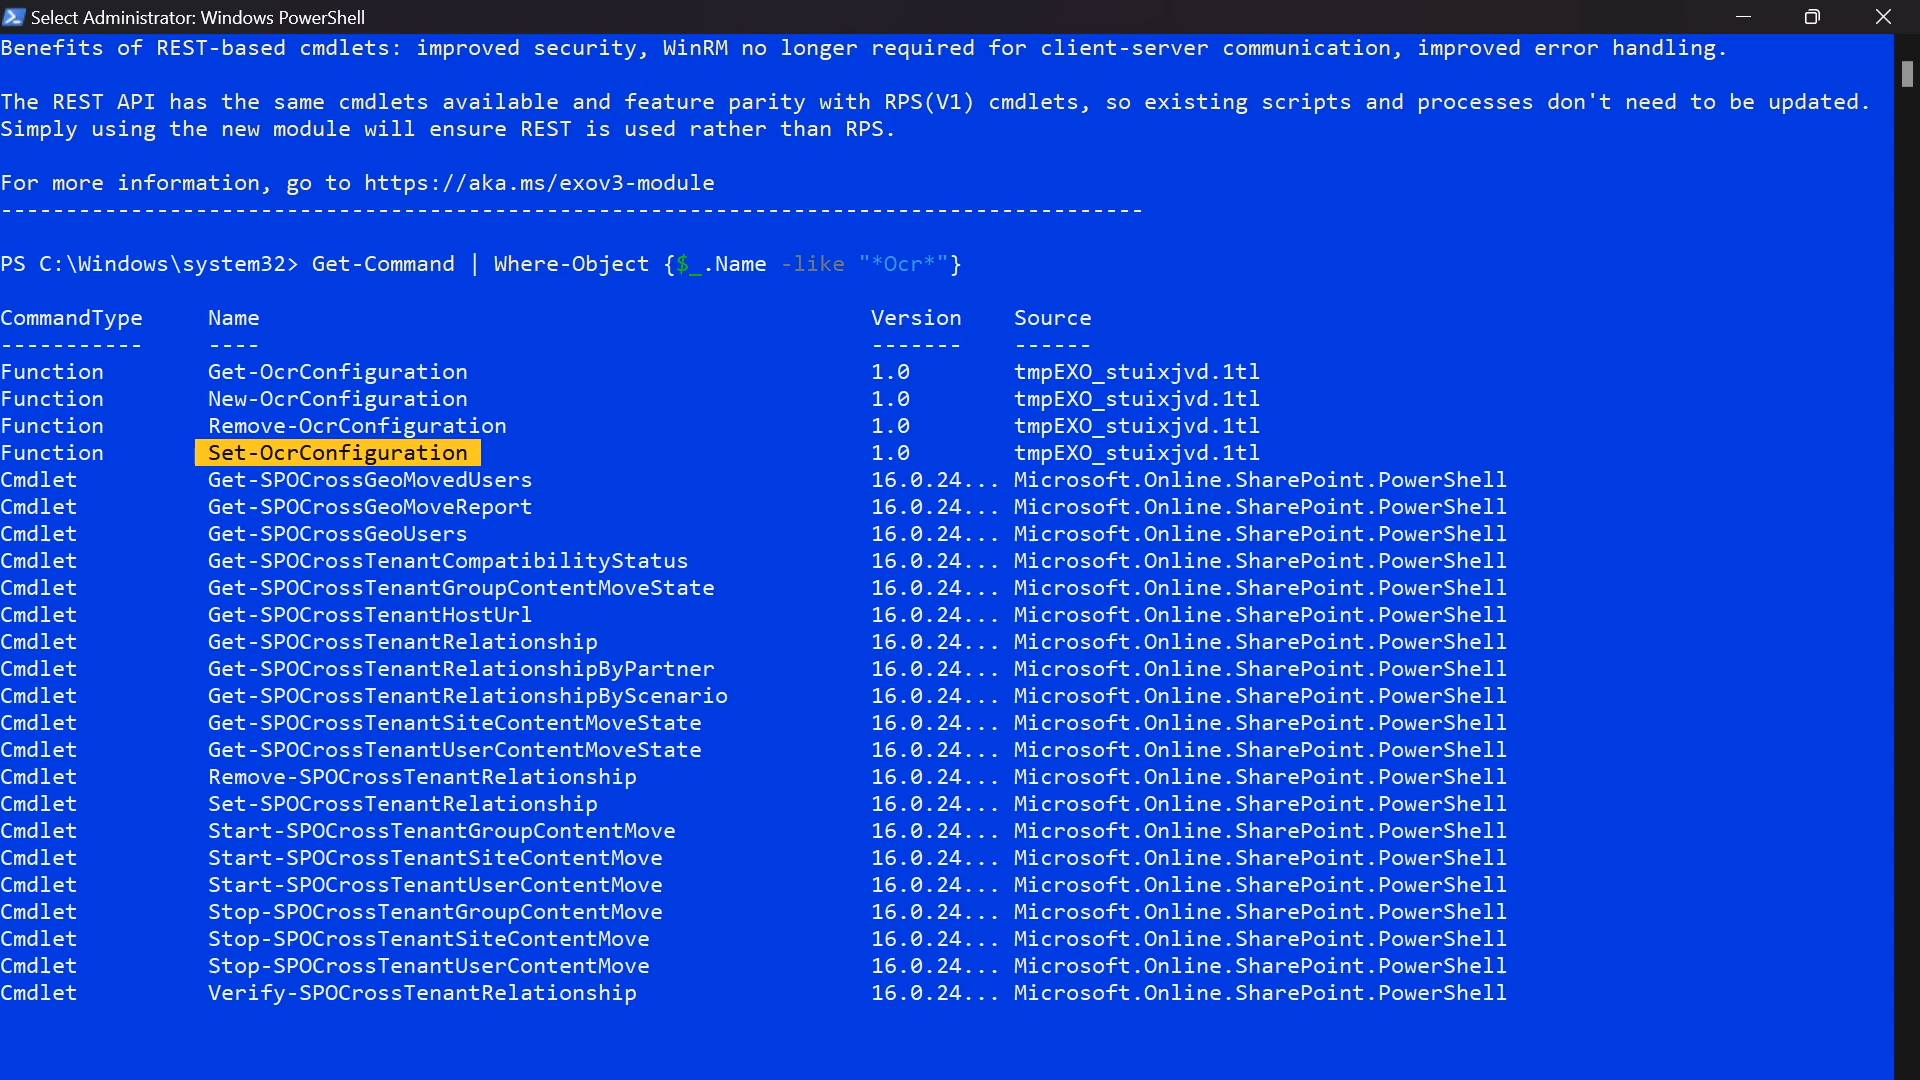 Select Administrator: Windows PowerShell
Benefits of REST-based cmdlets: improved security, WinRM no longer required for client-server communication, improved error handling.
The REST API has the same cmdlets available and feature parity with RPS(V1) cmdlets, so existing scripts and processes don't need to be updated.
Simply using the new module will ensure REST is used rather than RPS.
For more information, go to https://aka.ms/exov3-module
----------------------------------------------------------------------------------------
PS C:\Windows\system32> Get-Command | Where-Object {$_.Name -like "*Ocr*"}
CommandType Name Version Source
----------- ---- ------- ------
Function Get-OcrConfiguration 1.0 tmpEXO_stuixjvd.1tl
Function New-OcrConfiguration 1.0 tmpEXO_stuixjvd.1tl
Function Remove-OcrConfiguration 1.0 tmpEXO_stuixjvd.1tl
Function Set-OcrConfiguration 1.0 tmpEXO_stuixjvd.1tl
Cmdlet Get-SPOCrossGeoMovedUsers 16.0.24... Microsoft.Online.SharePoint.PowerShell
Cmdlet Get-SPOCrossGeoMoveReport 16.0.24... Microsoft.Online.SharePoint.PowerShell
Cmdlet Get-SPOCrossGeoUsers 16.0.24... Microsoft.Online.SharePoint.PowerShell
Cmdlet Get-SPOCrossTenantCompatibilityStatus 16.0.24... Microsoft.Online.SharePoint.PowerShell
Cmdlet Get-SPOCrossTenantGroupContentMoveState 16.0.24... Microsoft.Online.SharePoint.PowerShell
Cmdlet Get-SPOCrossTenantHostUrl 16.0.24... Microsoft.Online.SharePoint.PowerShell
Cmdlet Get-SPOCrossTenantRelationship 16.0.24... Microsoft.Online.SharePoint.PowerShell
Cmdlet Get-SPOCrossTenantRelationshipByPartner 16.0.24... Microsoft.Online.SharePoint.PowerShell
Cmdlet Get-SPOCrossTenantRelationshipByScenario 16.0.24... Microsoft.Online.SharePoint.PowerShell
Cmdlet Get-SPOCrossTenantSiteContentMoveState 16.0.24... Microsoft.Online.SharePoint.PowerShell
Cmdlet Get-SPOCrossTenantUserContentMoveState 16.0.24... Microsoft.Online.SharePoint.PowerShell
Cmdlet Remove-SPOCrossTenantRelationship 16.0.24... Microsoft.Online.SharePoint.PowerShell
Cmdlet Set-SPOCrossTenantRelationship 16.0.24... Microsoft.Online.SharePoint.PowerShell
Cmdlet Start-SPOCrossTenantGroupContentMove 16.0.24... Microsoft.Online.SharePoint.PowerShell
Cmdlet Start-SPOCrossTenantSiteContentMove 16.0.24... Microsoft.Online.SharePoint.PowerShell
Cmdlet Start-SPOCrossTenantUserContentMove 16.0.24... Microsoft.Online.SharePoint.PowerShell
Cmdlet Stop-SPOCrossTenantGroupContentMove 16.0.24... Microsoft.Online.SharePoint.PowerShell
Cmdlet Stop-SPOCrossTenantSiteContentMove 16.0.24... Microsoft.Online.SharePoint.PowerShell
Cmdlet Stop-SPOCrossTenantUserContentMove 16.0.24... Microsoft.Online.SharePoint.PowerShell
Cmdlet Verify-SPOCrossTenantRelationship 16.0.24... Microsoft.Online.SharePoint.PowerShell